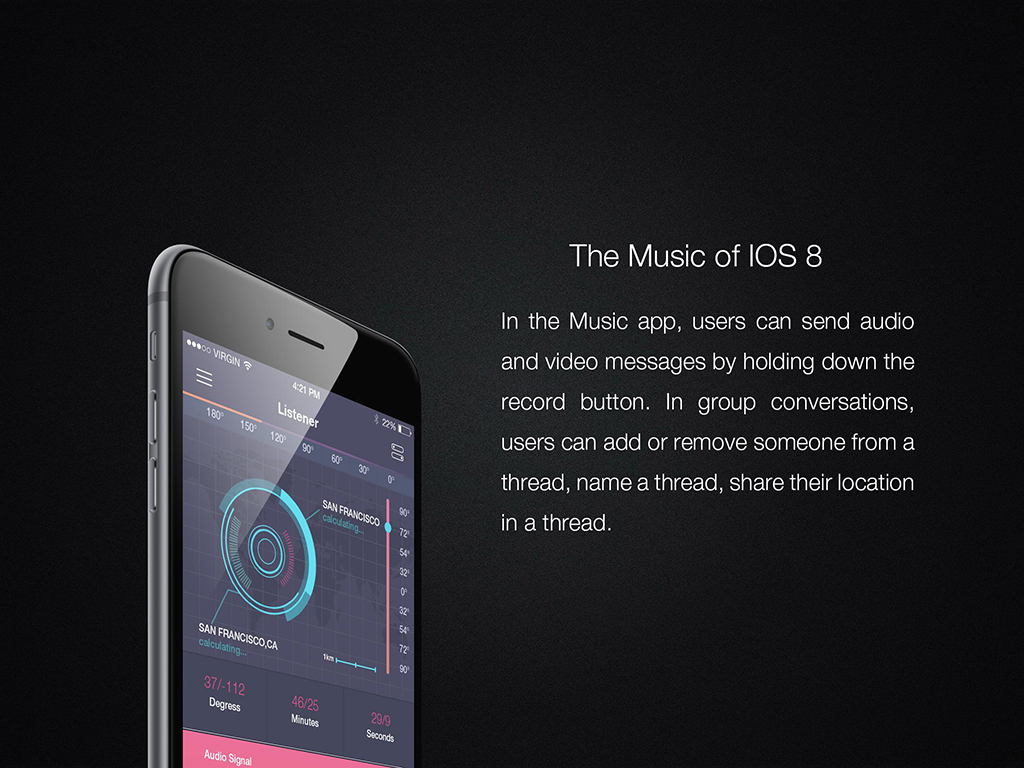 The Music of IOS 8
In the Music app, users can send audio
and video messages by holding down the
record button. In group conversations,
users can add or remove someone from a
thread, name a thread, share their location
in a thread.
VIRGIN
4:21 PM
22%
Listener
180° 150° 120° 90° 60° 30° 0°
SAN FRANCISCO
calculating...
90°
72°
54°
32°
0°
32°
54°
72°
90°
SAN FRANCISCO,CA
calculating...
1km
37/-112
Degress
46/25
Minutes
29/9
Seconds
Audio Signal